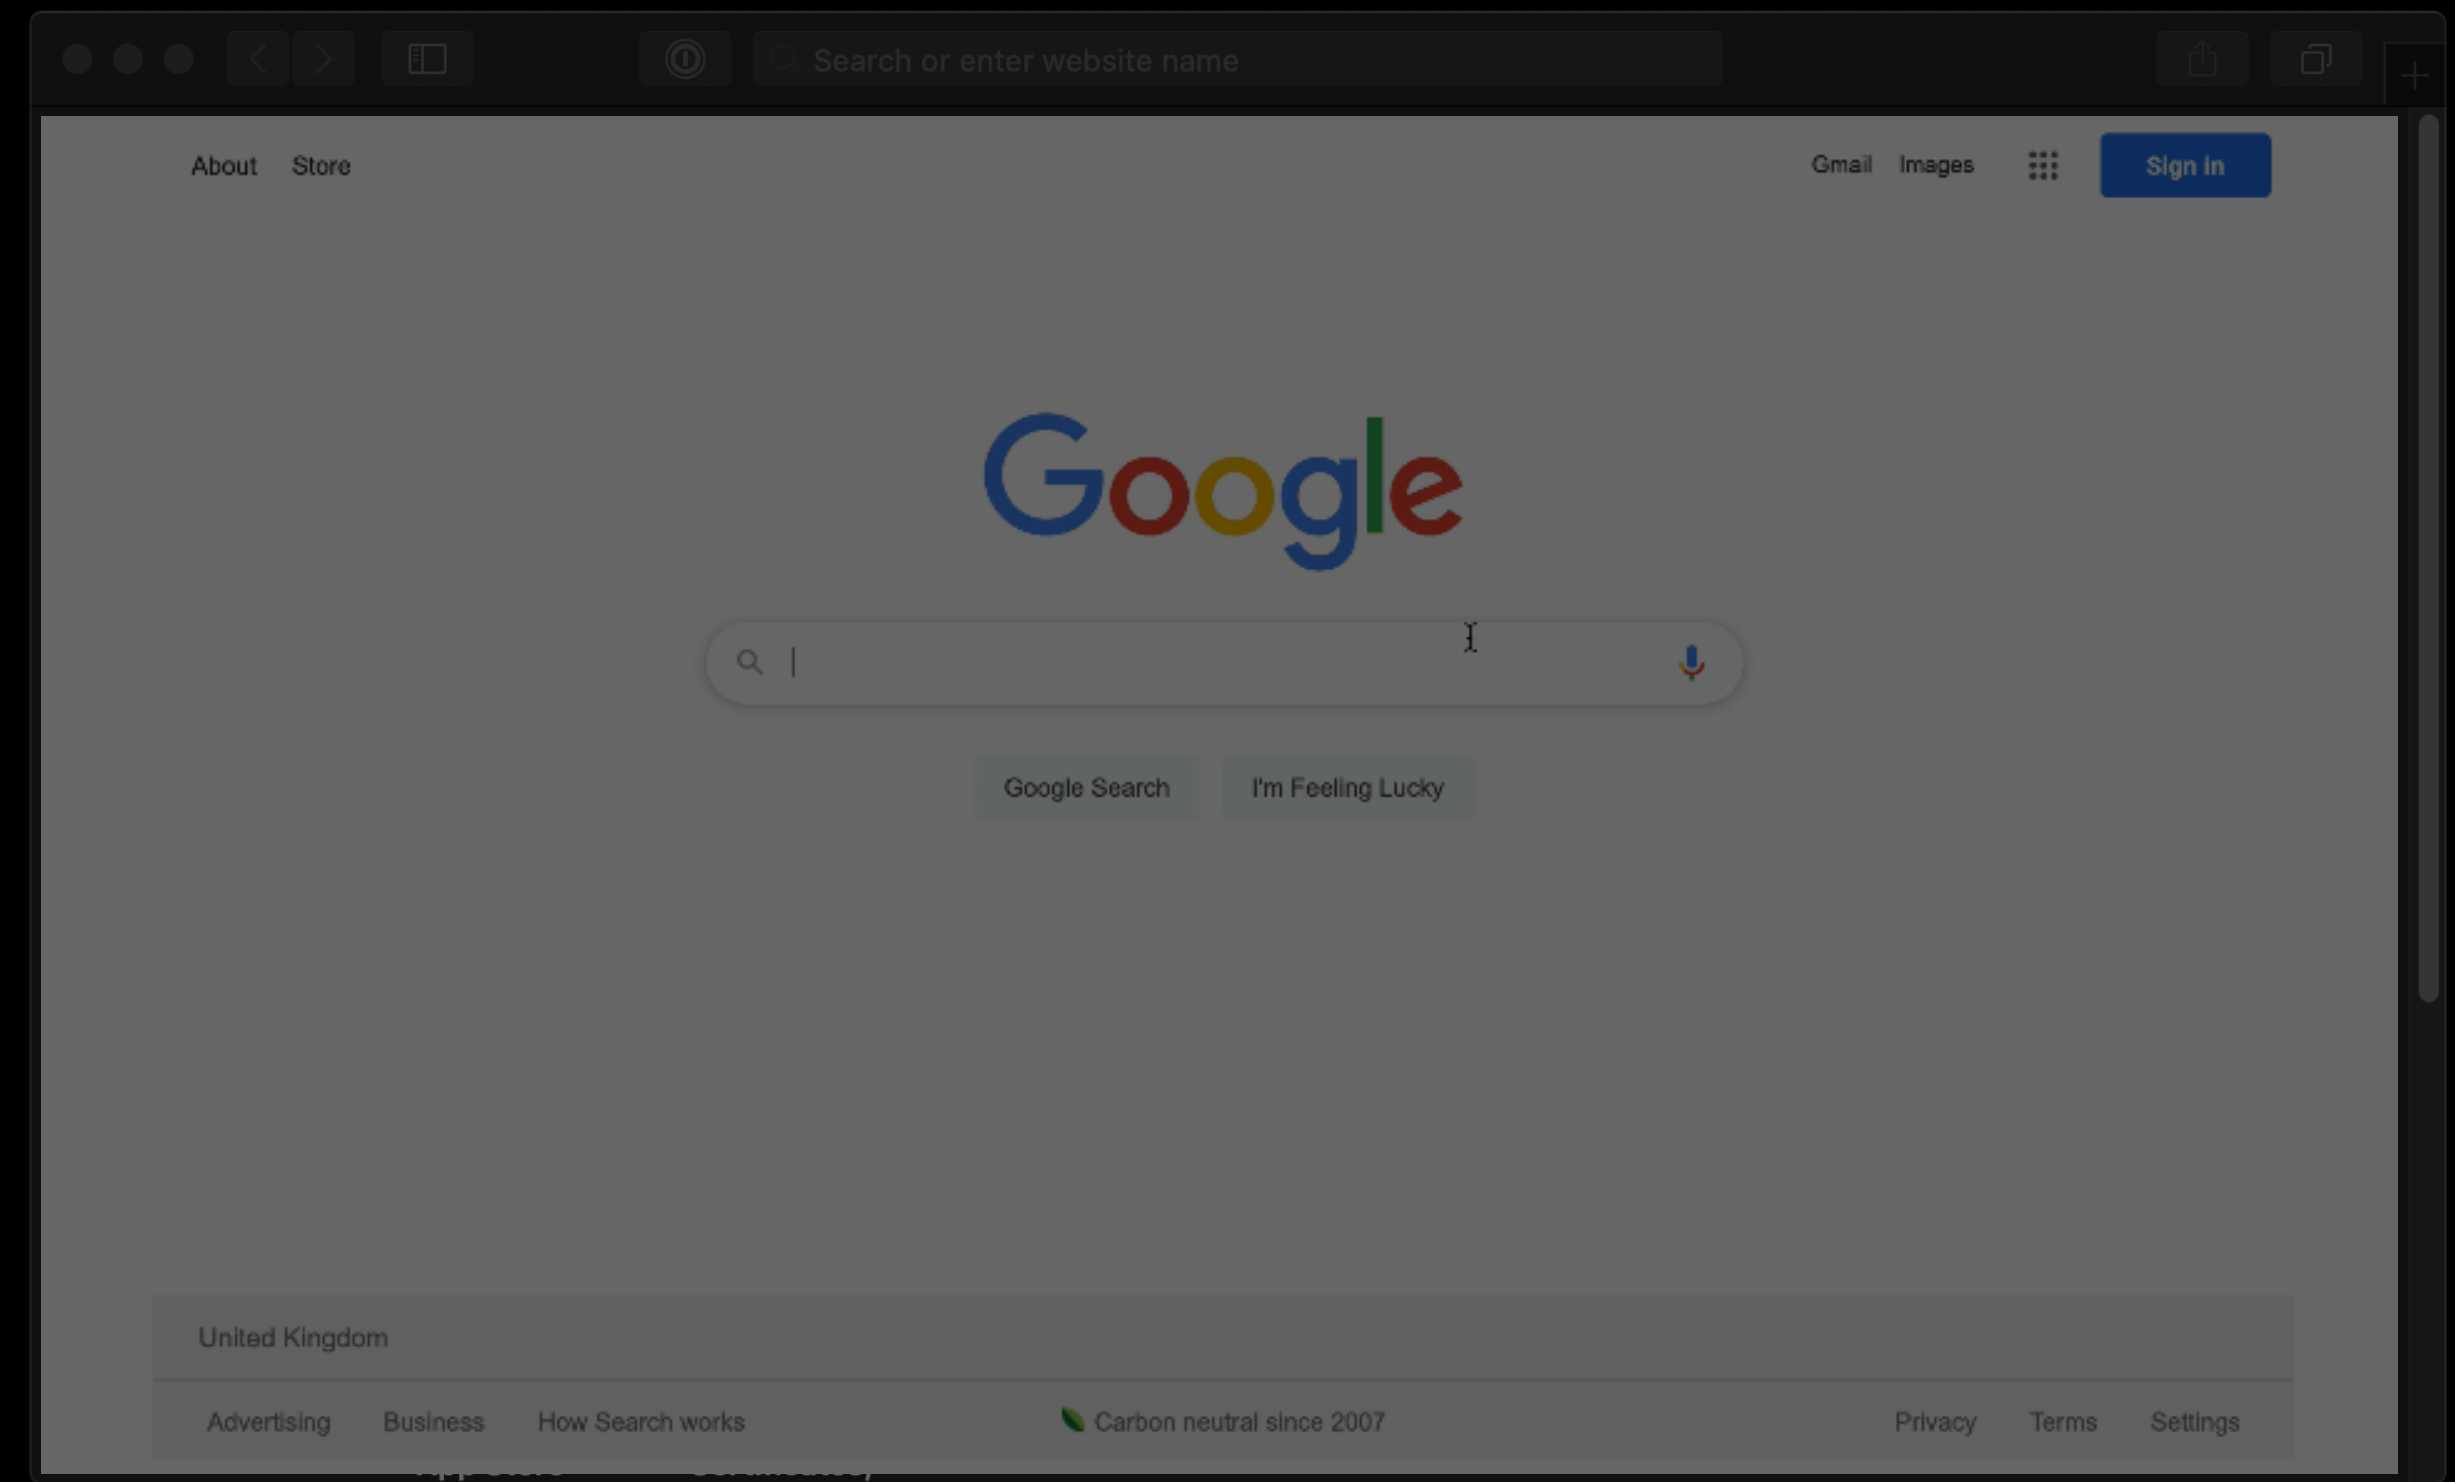 Search or enter website name
About Store Gmail Images Sign in
Google
Google Search I'm Feeling Lucky
United Kingdom
Advertising Business How Search works Carbon neutral since 2007 Privacy Terms Settings